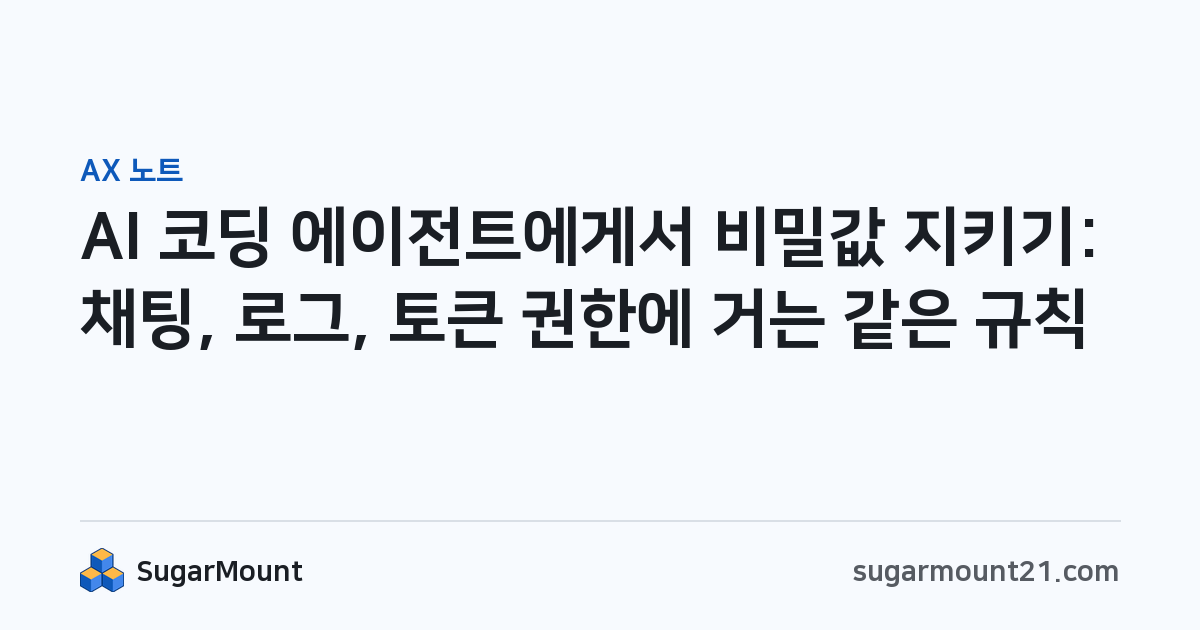 AX 노트
AI 코딩 에이전트에게서 비밀값 지키기:
채팅, 로그, 토큰 권한에 거는 같은 규칙
SugarMount
sugarmount21.com